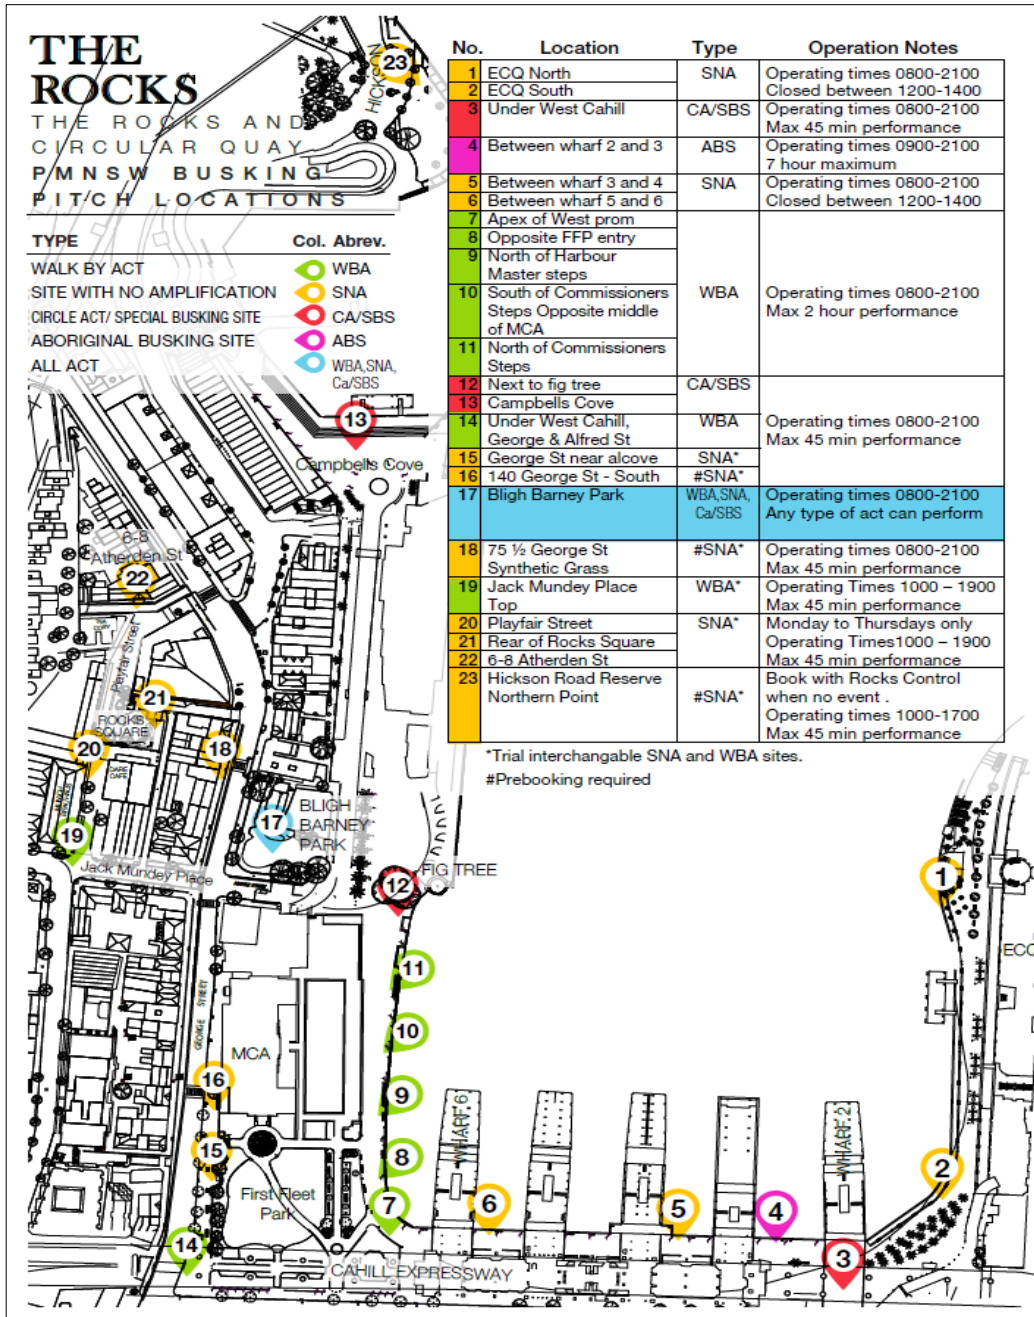 THE
ROCKS
THE ROCKS AND
CIRCULAR QUAY
PMNSW BUSKING
PITCH LOCATIONS
TYPE Col. Abrev.
WALK BY ACT WBA
SITE WITH NO AMPLIFICATION SNA
CIRCLE ACT/ SPECIAL BUSKING SITE CA/SBS
ABORIGINAL BUSKING SITE ABS
ALL ACT WBA,SNA,
Ca/SBS
No. Location Type Operation Notes
1 ECQ North SNA Operating times 0800-2100
2 ECQ South Closed between 1200-1400
3 Under West Cahill CA/SBS Operating times 0800-2100
Max 45 min performance
4 Between wharf 2 and 3 ABS Operating times 0900-2100
7 hour maximum
5 Between wharf 3 and 4 SNA Operating times 0800-2100
6 Between wharf 5 and 6 Closed between 1200-1400
7 Apex of West prom
8 Opposite FFP entry
9 North of Harbour
Master steps
10 South of Commissioners WBA Operating times 0800-2100
Steps Opposite middle Max 2 hour performance
of MCA
11 North of Commissioners
Steps
12 Next to fig tree CA/SBS
13 Campbells Cove
14 Under West Cahill, WBA Operating times 0800-2100
George & Alfred St Max 45 min performance
15 George St near alcove SNA*
16 140 George St - South #SNA*
17 Bligh Barney Park WBA,SNA, Operating times 0800-2100
Ca/SBS Any type of act can perform
18 75 ½ George St #SNA* Operating times 0800-2100
Synthetic Grass Max 45 min performance
19 Jack Mundey Place WBA* Operating Times 1000 – 1900
Top Max 45 min performance
20 Playfair Street SNA* Monday to Thursdays only
21 Rear of Rocks Square Operating Times1000 – 1900
22 6-8 Atherden St Max 45 min performance
23 Hickson Road Reserve Book with Rocks Control
Northern Point #SNA* when no event .
Operating times 1000-1700
Max 45 min performance
*Trial interchangable SNA and WBA sites.
#Prebooking required
HICKSON
23
13
Campbells Cove
6-8
Atherden St
22
Playfair Street
21
ROCKS
SQUARE
20
18
DARE
CAFE
17
BLIGH
BARNEY
PARK
19
Jack Mundey Place
FIG TREE
12
1
ECQ
11
GEORGE STREET
10
MCA
16
9
WHARF 6
WHARF 2
15
8
2
First Fleet
Park
7
6
5
4
14
3
CAHILL EXPRESSWAY